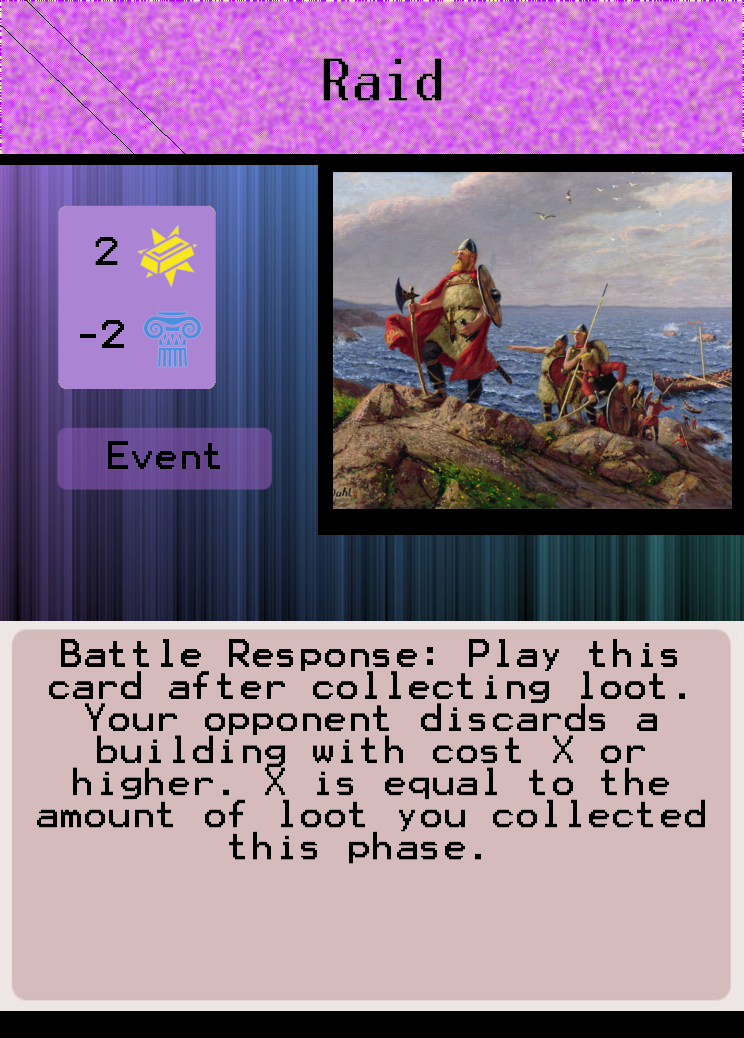 Raid
2
-2
Event
Battle Response: Play this
card after collecting loot.
Your opponent discards a
building with cost X or
higher. X is equal to the
amount of loot you collected
this phase.